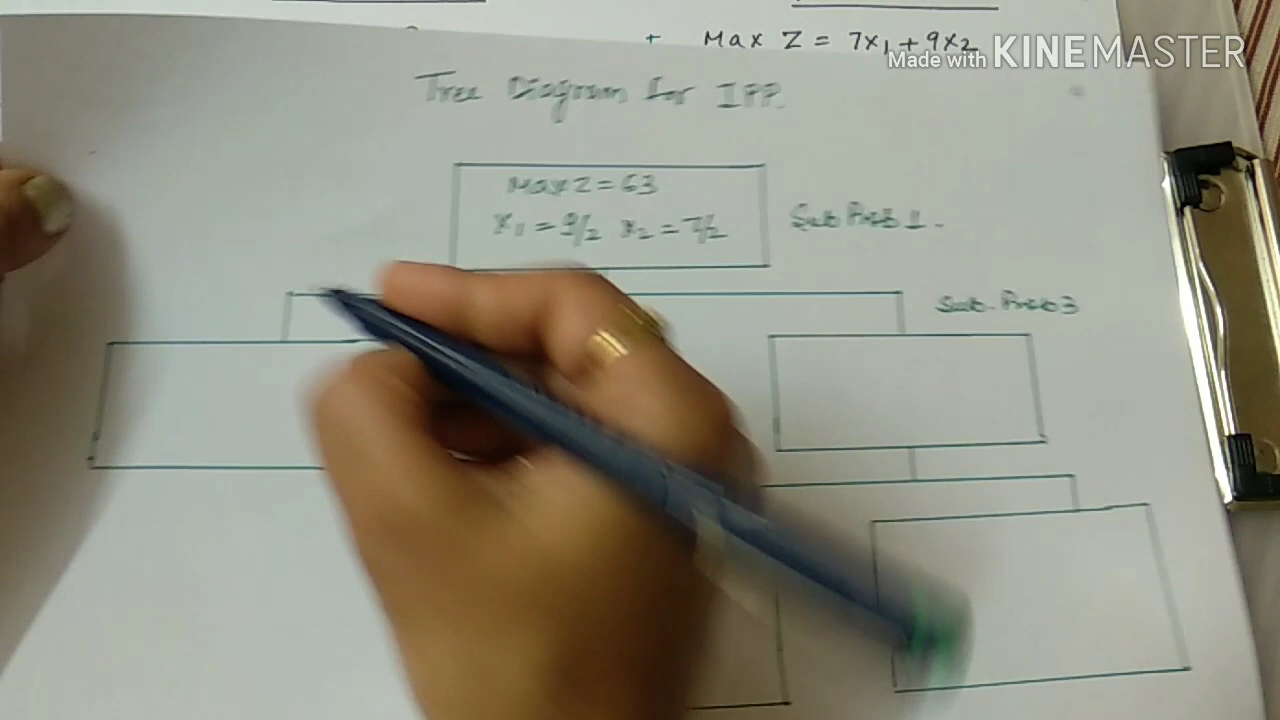 Max Z = 7x₁ + 9x₂
Made with KINEMASTER
Tree Diagram for IPP.
Max Z = 63
x₁ = 9/2 x₂ = 7/2
Sub Prob 1.
Sub. Prob 3